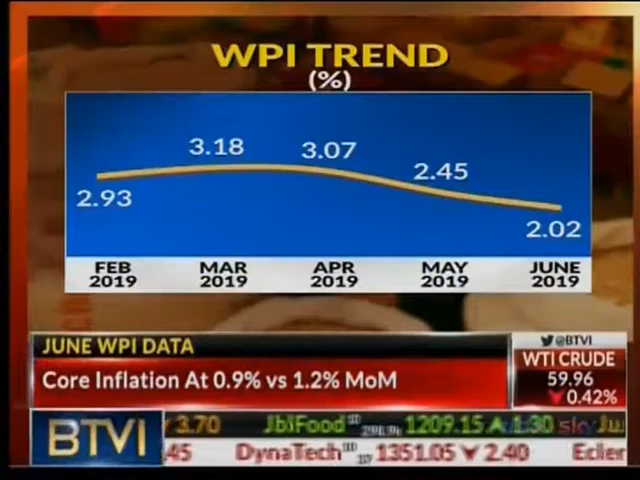 WPI TREND
(%)
3.18
3.07
2.45
2.93
2.02
FEB
2019
MAR
2019
APR
2019
MAY
2019
JUNE
2019
JUNE WPI DATA
Core Inflation At 0.9% vs 1.2% MoM
@BTVI
WTI CRUDE
59.96
0.42%
BTVI
3.70 JblFood 1209.15 1.30
.45 DynaTech 1351.05 2.40 Ecler